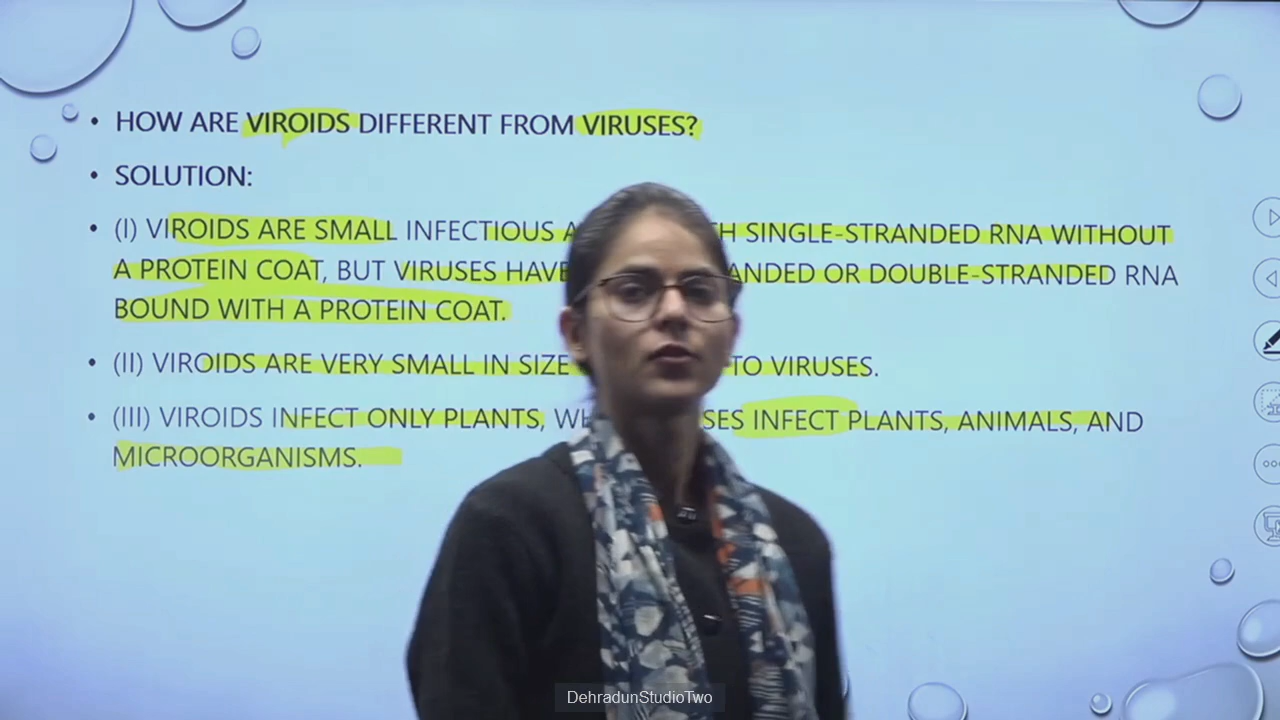 • HOW ARE VIROIDS DIFFERENT FROM VIRUSES?
• SOLUTION:
• (I) VIROIDS ARE SMALL INFECTIOUS SINGLE-STRANDED RNA WITHOUT
A PROTEIN COAT, BUT VIRUSES HAVE OR DOUBLE-STRANDED RNA
BOUND WITH A PROTEIN COAT.
• (II) VIROIDS ARE VERY SMALL IN SIZE TO VIRUSES.
• (III) VIROIDS INFECT ONLY PLANTS, INFECT PLANTS, ANIMALS, AND
MICROORGANISMS.
DehradunStudioTwo